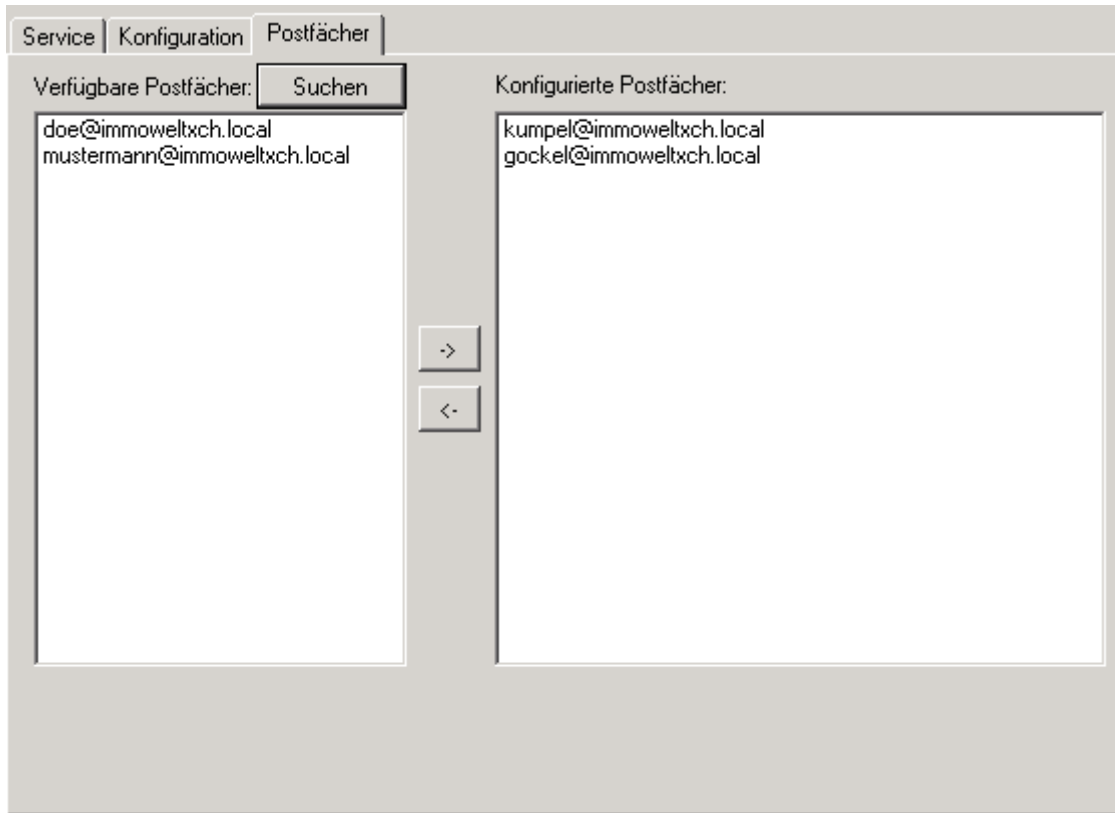 Service Konfiguration Postfächer
Verfügbare Postfächer: Suchen Konfigurierte Postfächer:
doe@immoweltxch.local kumpel@immoweltxch.local
mustermann@immoweltxch.local gockel@immoweltxch.local
->
<-